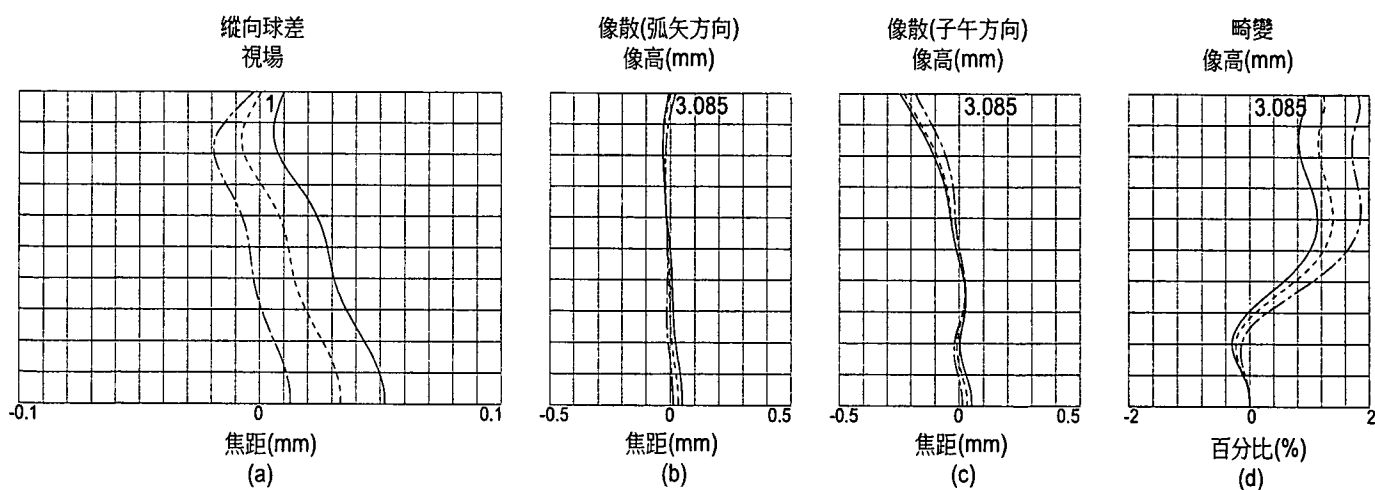 縱向球差
視場
1
-0.1
0
0.1
焦距(mm)
(a)
像散(弧矢方向)
像高(mm)
3.085
-0.5
0
0.5
焦距(mm)
(b)
像散(子午方向)
像高(mm)
3.085
-0.5
0
0.5
焦距(mm)
(c)
畸變
像高(mm)
3.085
-2
0
2
百分比(%)
(d)